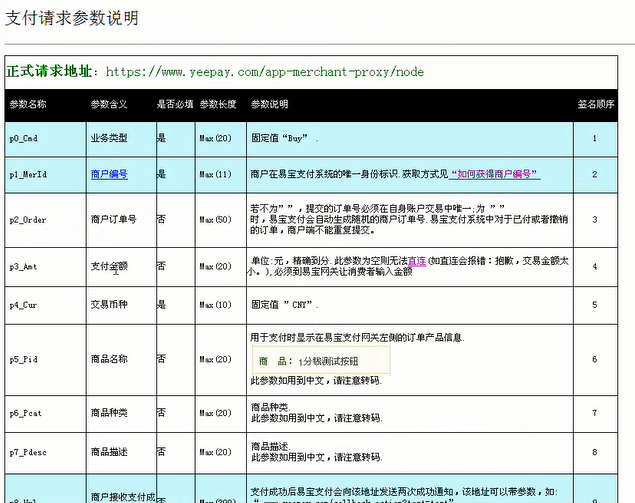 支付请求参数说明
正式请求地址：https://www.yeepay.com/app-merchant-proxy/node
参数名称 参数含义 是否必填 参数长度 参数说明 签名顺序
p0_Cmd 业务类型 是 Max(20) 固定值“Buy” . 1
p1_MerId 商户编号 是 Max(11) 商户在易宝支付系统的唯一身份标识.获取方式见“如何获得商户编号” 2
p2_Order 商户订单号 否 Max(50) 若不为””，提交的订单号必须在自身账户交易中唯一;为 ” ”
时，易宝支付会自动生成随机的商户订单号.易宝支付系统中对于已付或者撤销
的订单，商户端不能重复提交。 3
p3_Amt 支付金额 否 Max(20) 单位:元，精确到分.此参数为空则无法直连(如直连会报错：抱歉，交易金额太
小。),必须到易宝网关让消费者输入金额 4
p4_Cur 交易币种 是 Max(10) 固定值 ”CNY”. 5
p5_Pid 商品名称 否 Max(20) 用于支付时显示在易宝支付网关左侧的订单产品信息.
商 品：1分钱测试按钮
此参数如用到中文，请注意转码. 6
p6_Pcat 商品种类 否 Max(20) 商品种类.
此参数如用到中文，请注意转码. 7
p7_Pdesc 商品描述 否 Max(20) 商品描述.
此参数如用到中文，请注意转码. 8
商户接收支付成 支付成功后易宝支付会向该地址发送两次成功通知，该地址可以带参数，如: